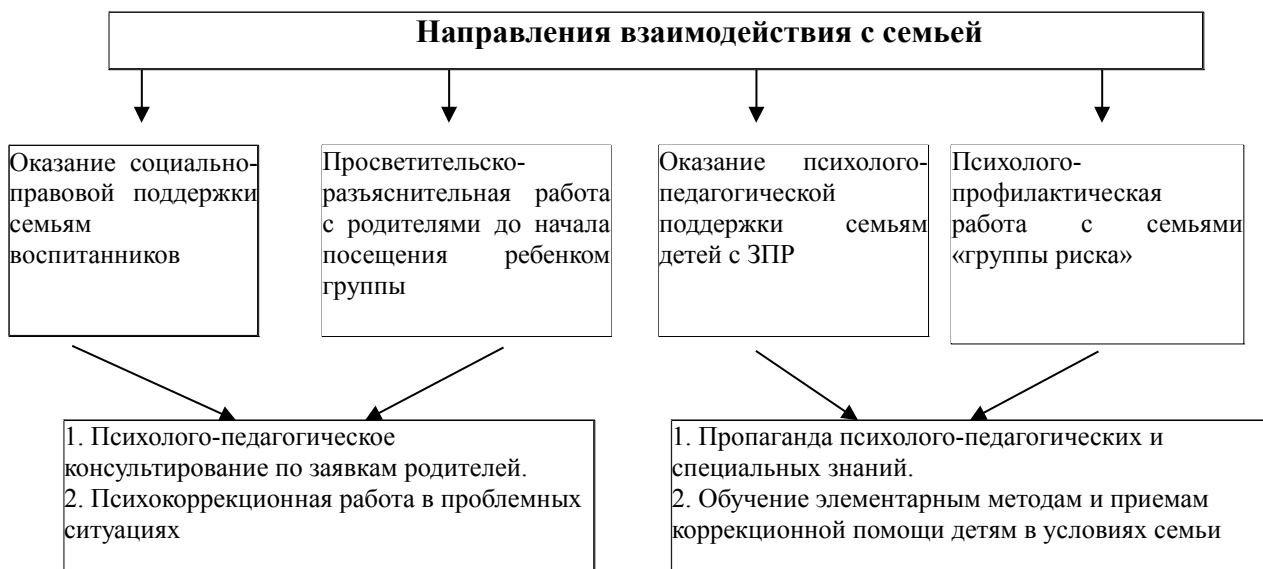 Направления взаимодействия с семьей
Оказание социально-
правовой поддержки
семьям
воспитанников
Просветительско-
разъяснительная работа
с родителями до начала
посещения ребенком
группы
Оказание психолого-
педагогической
поддержки семьям
детей с ЗПР
Психолого-
профилактическая
работа с семьями
«группы риска»
1. Психолого-педагогическое
консультирование по заявкам родителей.
2. Психокоррекционная работа в проблемных
ситуациях
1. Пропаганда психолого-педагогических и
специальных знаний.
2. Обучение элементарным методам и приемам
коррекционной помощи детям в условиях семьи